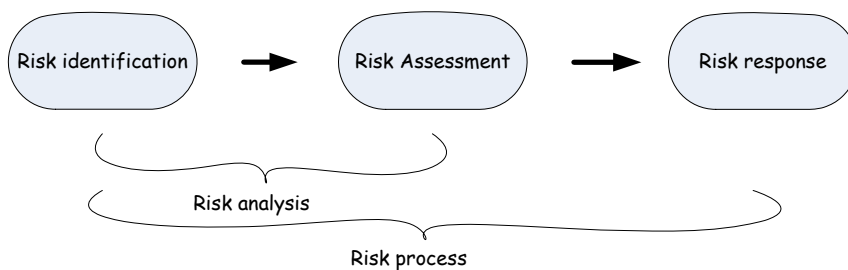 Risk identification
Risk Assessment
Risk response
Risk analysis
Risk process